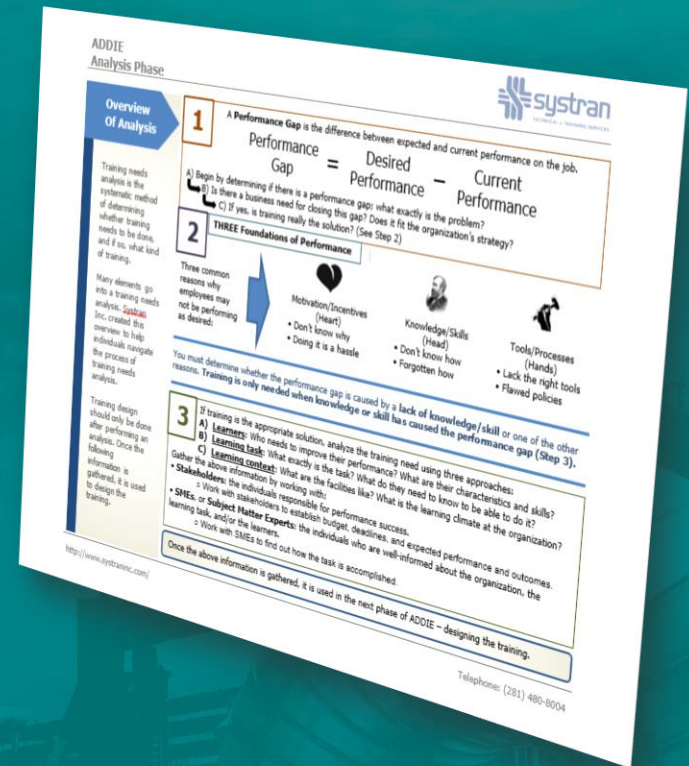 ADDIE
Analysis Phase
systran
TECHNICAL & TRAINING SERVICES
Overview
Of Analysis
Training needs
analysis is the
systematic method
of determining
whether training
needs to be done,
and if so, what kind
of training.
Many elements go
into a training needs
analysis. Systran
Inc. created this
overview to help
individuals navigate
the process of
training needs
analysis.
Training design
should only be done
after performing an
analysis. Once the
following
information is
gathered, it is used
to design the
training.
1
A Performance Gap is the difference between expected and current performance on the job.
Performance Gap = Desired Performance – Current Performance
A) Begin by determining if there is a performance gap; what exactly is the problem?
B) Is there a business need for closing this gap? Does it fit the organization's strategy?
C) If yes, is training really the solution? (See Step 2)
2
THREE Foundations of Performance
Three common
reasons why
employees may
not be performing
as desired:
Motivation/Incentives
(Heart)
• Don't know why
• Doing it is a hassle
Knowledge/Skills
(Head)
• Don't know how
• Forgotten how
Tools/Processes
(Hands)
• Lack the right tools
• Flawed policies
You must determine whether the performance gap is caused by a lack of knowledge/skill or one of the other
reasons. Training is only needed when knowledge or skill has caused the performance gap (Step 3).
3
If training is the appropriate solution, analyze the training need using three approaches:
A) Learners: Who needs to improve their performance? What are their characteristics and skills?
B) Learning task: What exactly is the task? What do they need to know to be able to do it?
C) Learning context: What are the facilities like? What is the learning climate at the organization?
Gather the above information by working with:
• Stakeholders: the individuals responsible for performance success.
○ Work with stakeholders to establish budget, deadlines, and expected performance and outcomes.
• SMEs, or Subject Matter Experts: the individuals who are well-informed about the organization, the
learning task, and/or the learners.
○ Work with SMEs to find out how the task is accomplished.
Once the above information is gathered, it is used in the next phase of ADDIE – designing the training.
http://www.systraninc.com/
Telephone: (281) 480-8004